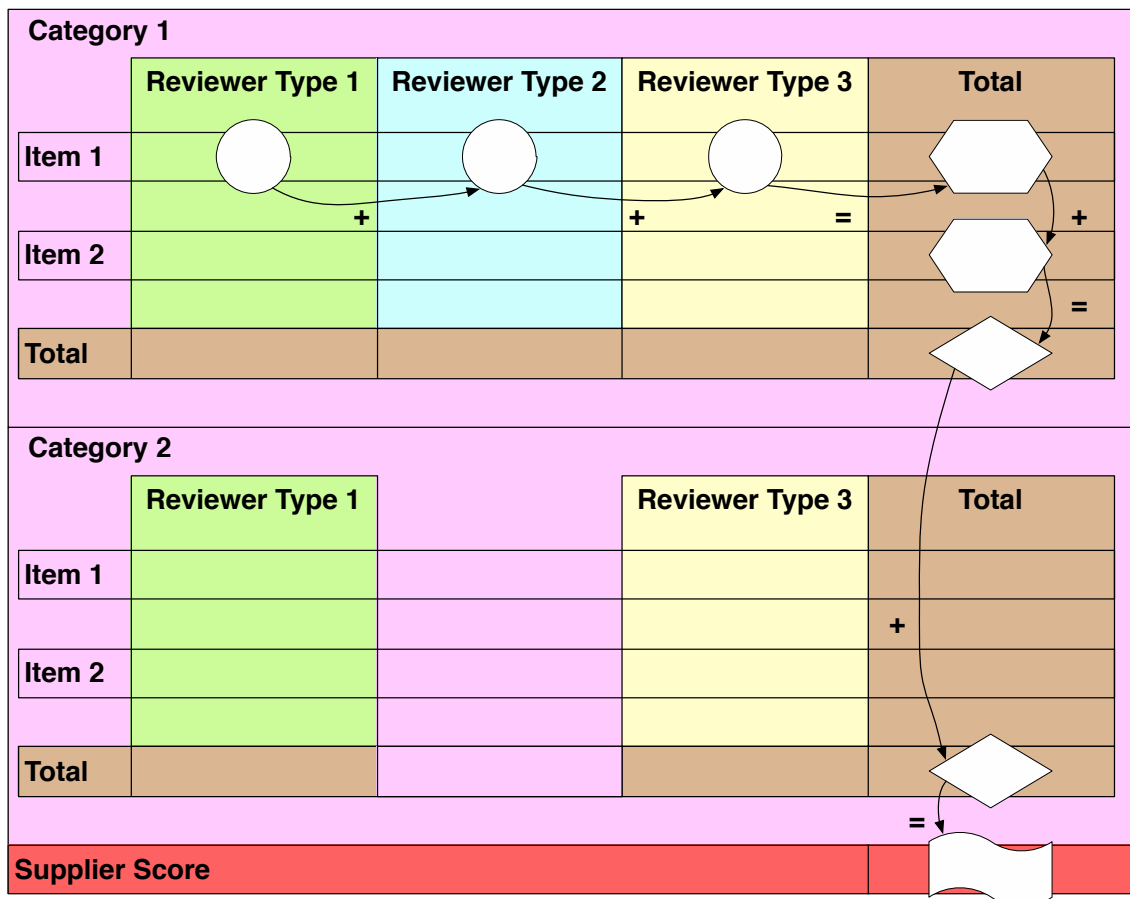 Category 1
Reviewer Type 1 Reviewer Type 2 Reviewer Type 3 Total
Item 1
+ + = +
Item 2
=
Total
Category 2
Reviewer Type 1 Reviewer Type 3 Total
Item 1
+
Item 2
Total
=
Supplier Score